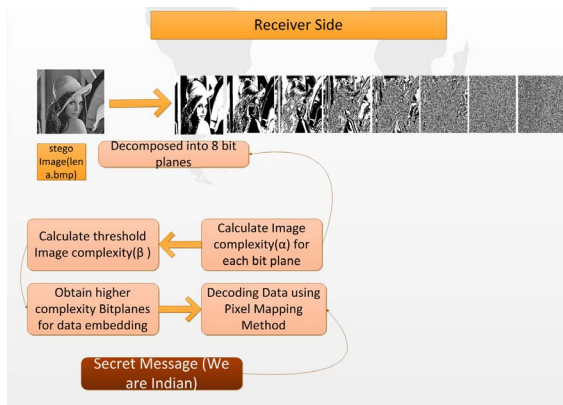 Receiver Side
stego
Image(len
a.bmp)
Decomposed into 8 bit
planes
Calculate threshold
Image complexity(β )
Calculate Image
complexity(α) for
each bit plane
Obtain higher
complexity Bitplanes
for data embedding
Decoding Data using
Pixel Mapping
Method
Secret Message (We
are Indian)